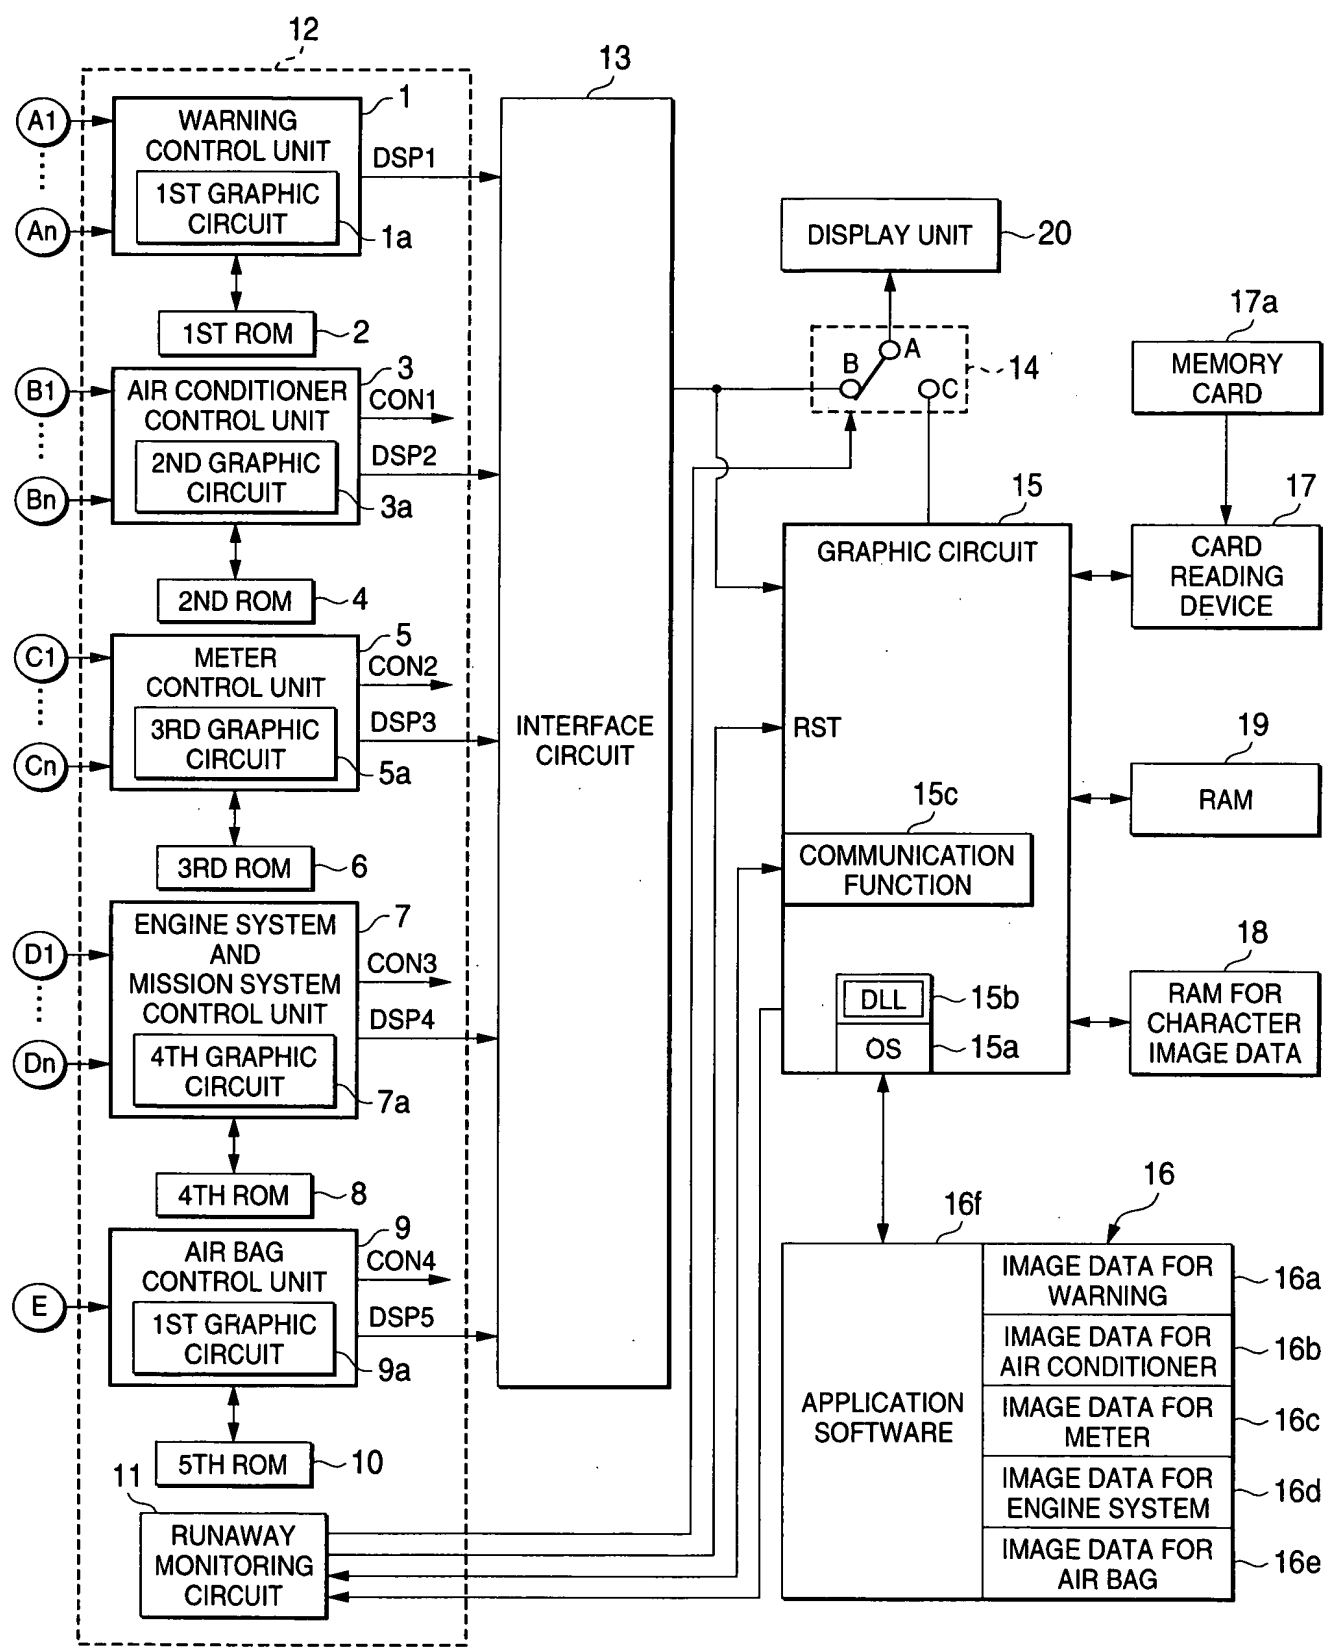 12
A1
An
WARNING
CONTROL UNIT
1
1ST GRAPHIC
CIRCUIT
1a
DSP1
1ST ROM
2
B1
Bn
AIR CONDITIONER
CONTROL UNIT
3
CON1
2ND GRAPHIC
CIRCUIT
3a
DSP2
2ND ROM
4
C1
Cn
METER
CONTROL UNIT
5
CON2
3RD GRAPHIC
CIRCUIT
5a
DSP3
3RD ROM
6
D1
Dn
ENGINE SYSTEM
AND
MISSION SYSTEM
CONTROL UNIT
7
CON3
DSP4
4TH GRAPHIC
CIRCUIT
7a
4TH ROM
8
E
AIR BAG
CONTROL UNIT
9
CON4
1ST GRAPHIC
CIRCUIT
9a
DSP5
5TH ROM
10
11
RUNAWAY
MONITORING
CIRCUIT
13
INTERFACE
CIRCUIT
DISPLAY UNIT
20
A
B
C
14
17a
MEMORY
CARD
15
GRAPHIC CIRCUIT
17
CARD
READING
DEVICE
RST
19
RAM
15c
COMMUNICATION
FUNCTION
18
RAM FOR
CHARACTER
IMAGE DATA
DLL
15b
OS
15a
16f
16
APPLICATION
SOFTWARE
IMAGE DATA FOR
WARNING
16a
IMAGE DATA FOR
AIR CONDITIONER
16b
IMAGE DATA FOR
METER
16c
IMAGE DATA FOR
ENGINE SYSTEM
16d
IMAGE DATA FOR
AIR BAG
16e